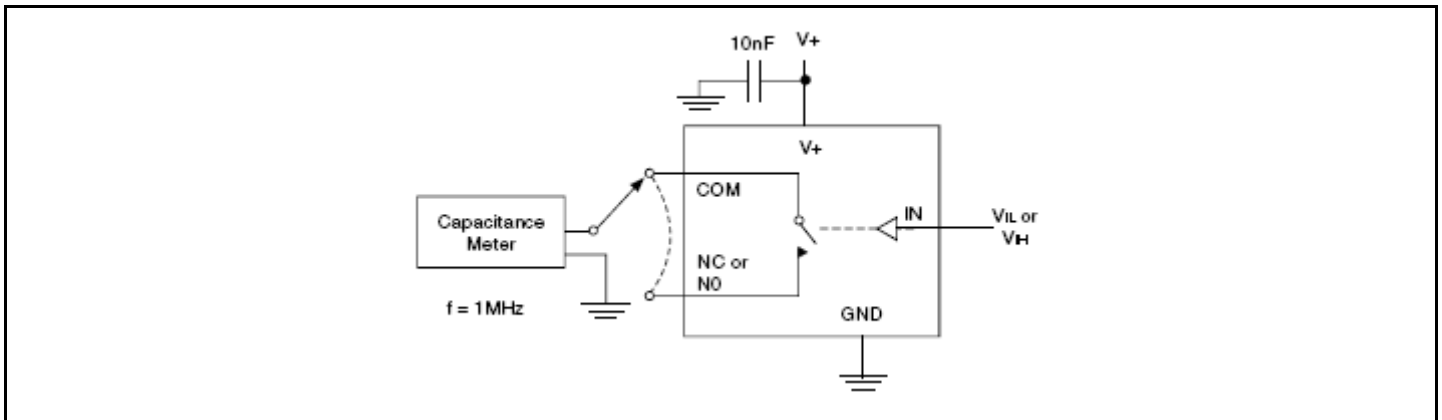 10nF V+
V+
COM
IN
VIL or
VIH
Capacitance
Meter
NC or
N0
f = 1MHz
GND